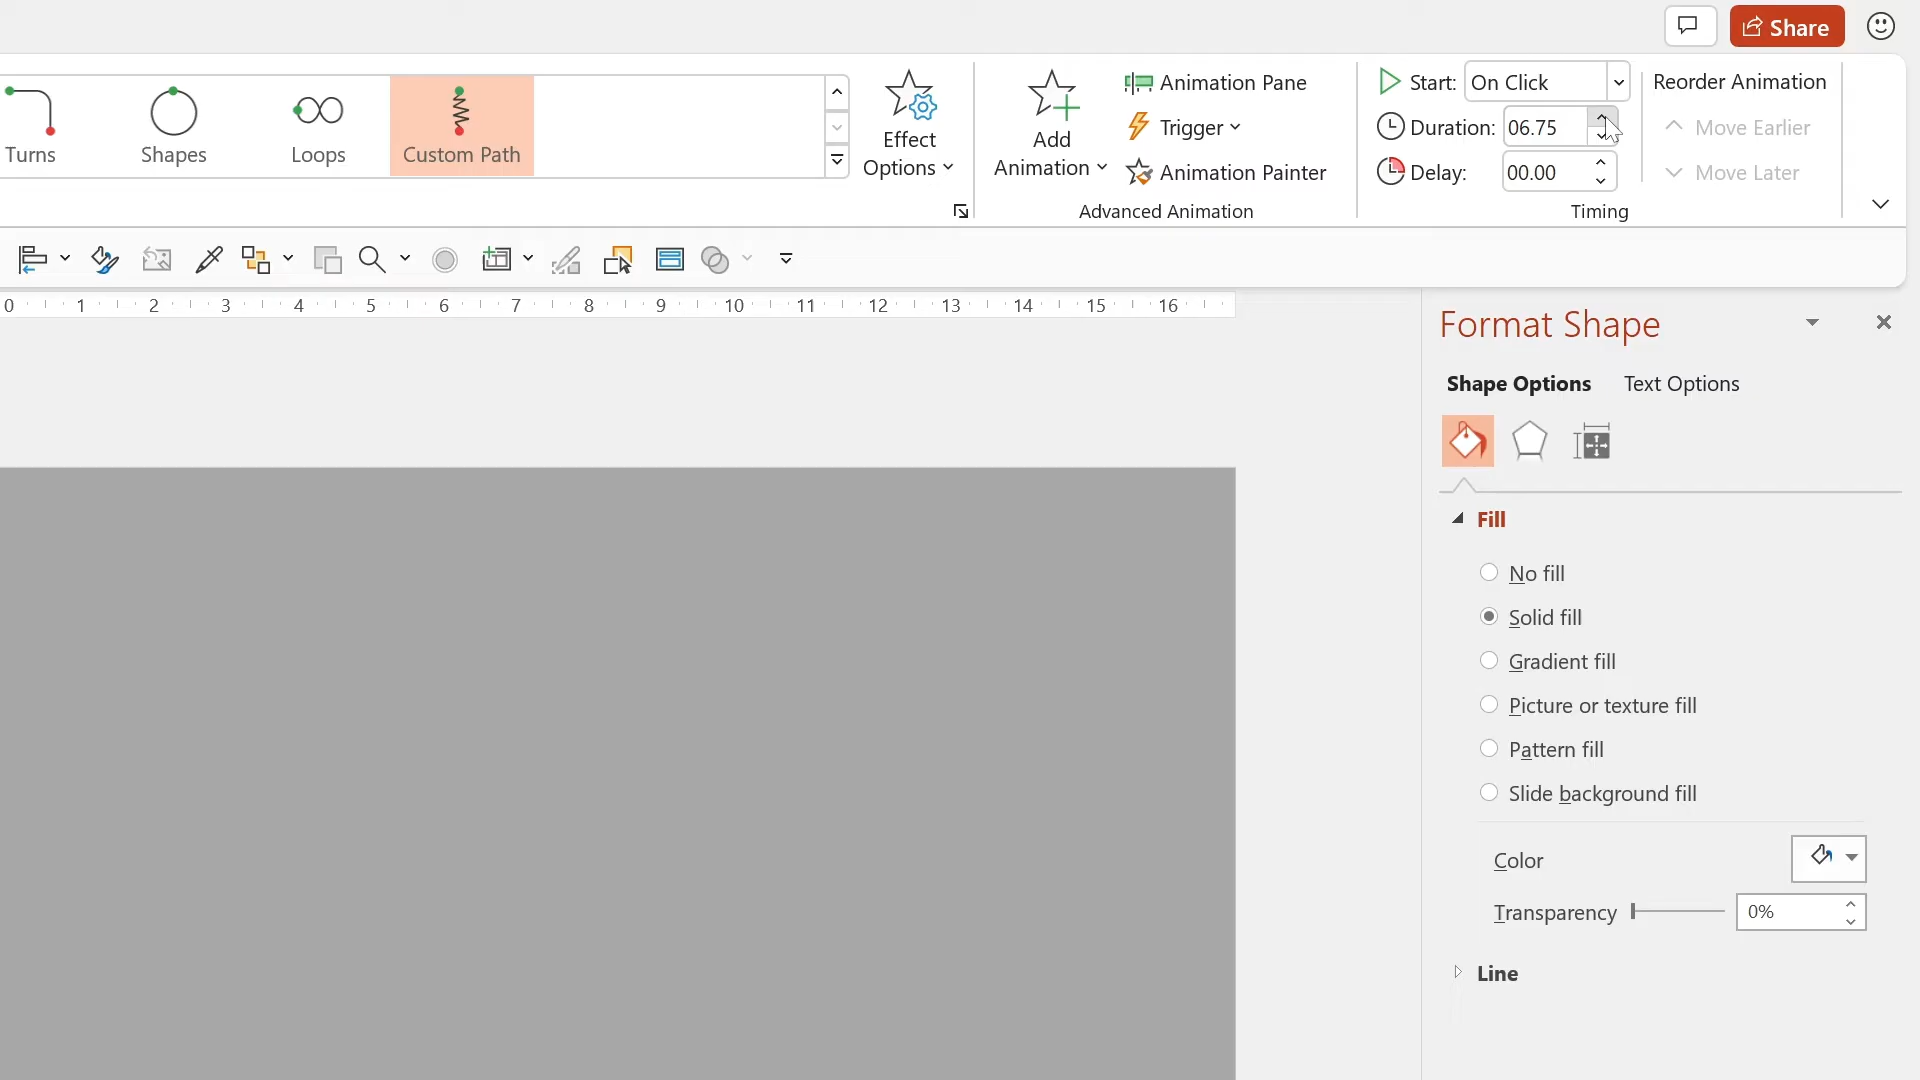 Share
Turns
Shapes
Loops
Custom Path
Effect
Options
Add
Animation
Animation Pane
Trigger
Animation Painter
Advanced Animation
Start: On Click
Duration: 06.75
Delay: 00.00
Timing
Reorder Animation
Move Earlier
Move Later
0 1 2 3 4 5 6 7 8 9 10 11 12 13 14 15 16
Format Shape
Shape Options Text Options
Fill
No fill
Solid fill
Gradient fill
Picture or texture fill
Pattern fill
Slide background fill
Color
Transparency 0%
Line